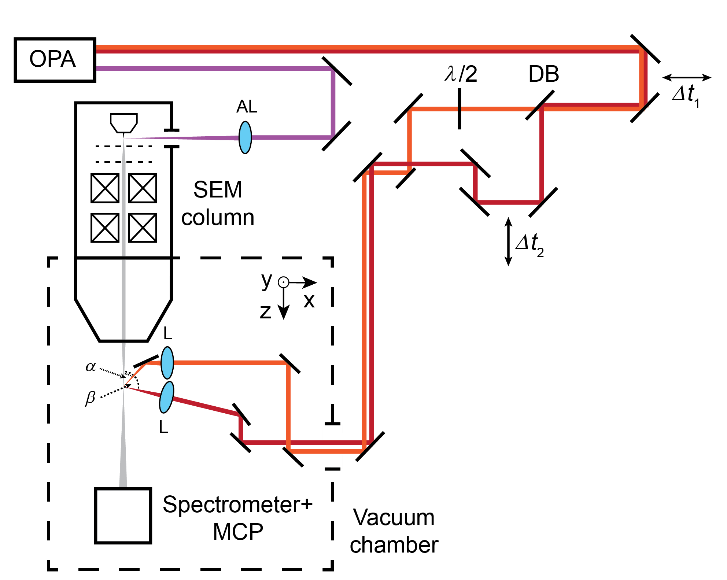 OPA
λ/2
DB
Δt1
AL
SEM
column
Δt2
y
x
z
L
α
β
L
Spectrometer+
MCP
Vacuum
chamber